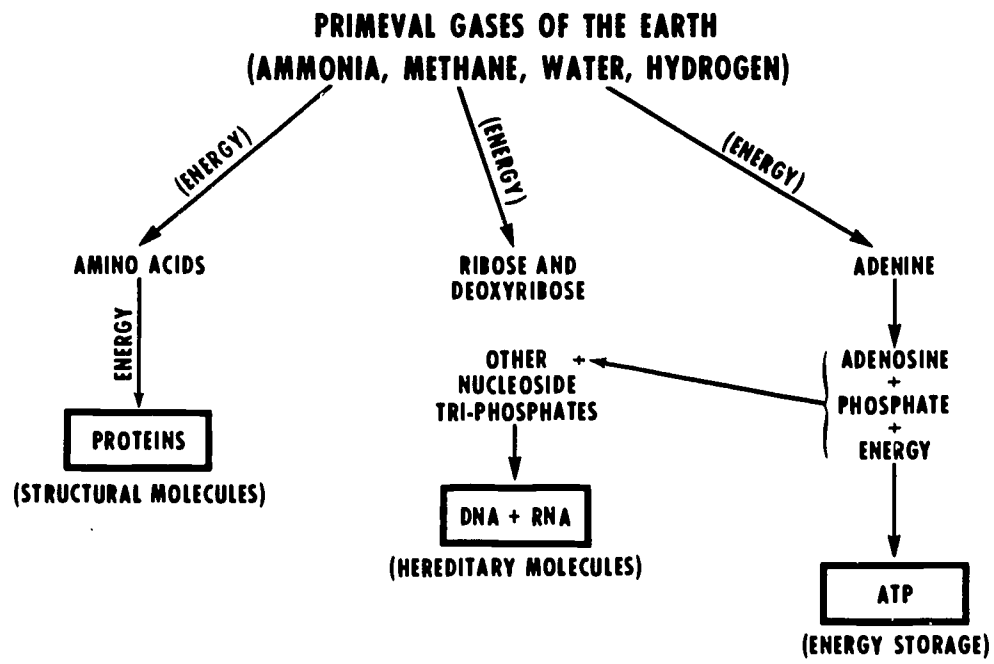 PRIMEVAL GASES OF THE EARTH
(AMMONIA, METHANE, WATER, HYDROGEN)
(ENERGY)
(ENERGY)
(ENERGY)
AMINO ACIDS
ENERGY
PROTEINS
(STRUCTURAL MOLECULES)
RIBOSE AND
DEOXYRIBOSE
OTHER +
NUCLEOSIDE
TRI-PHOSPHATES
DNA + RNA
(HEREDITARY MOLECULES)
ADENINE
ADENOSINE
+
PHOSPHATE
+
ENERGY
ATP
(ENERGY STORAGE)